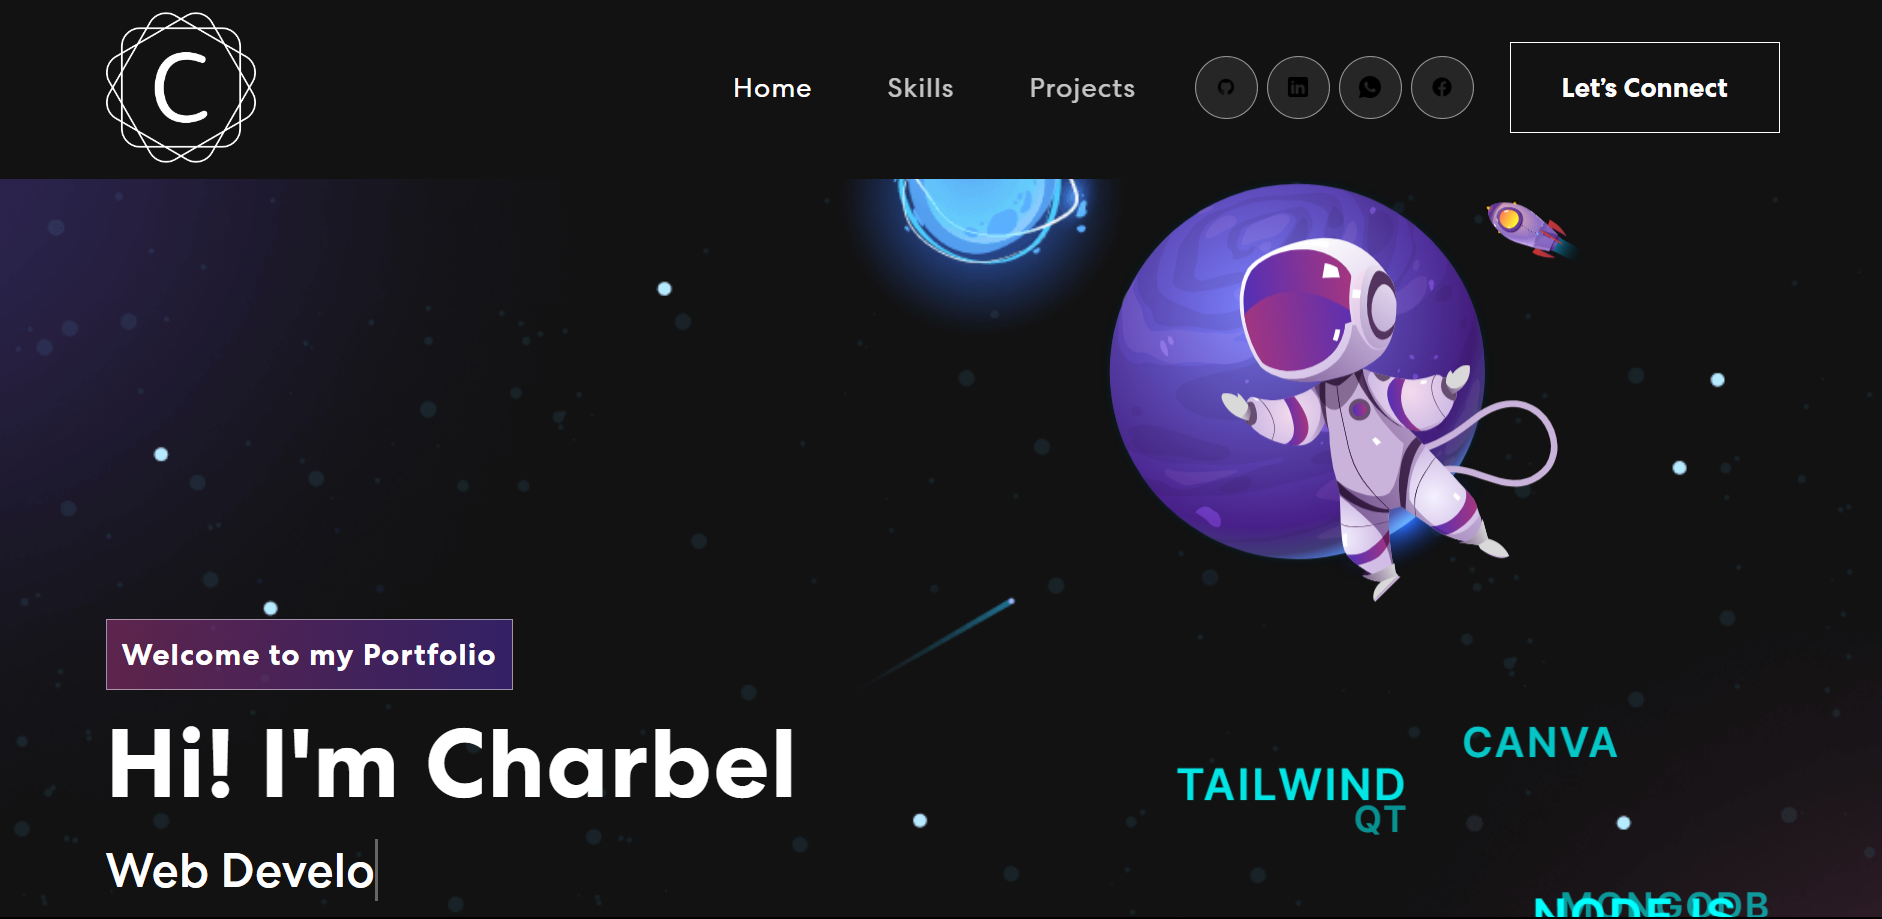 C
Home Skills Projects Let's Connect
Welcome to my Portfolio
Hi! I'm Charbel
Web Develo
CANVA
TAILWIND
QT
MONGODB
NODE JS